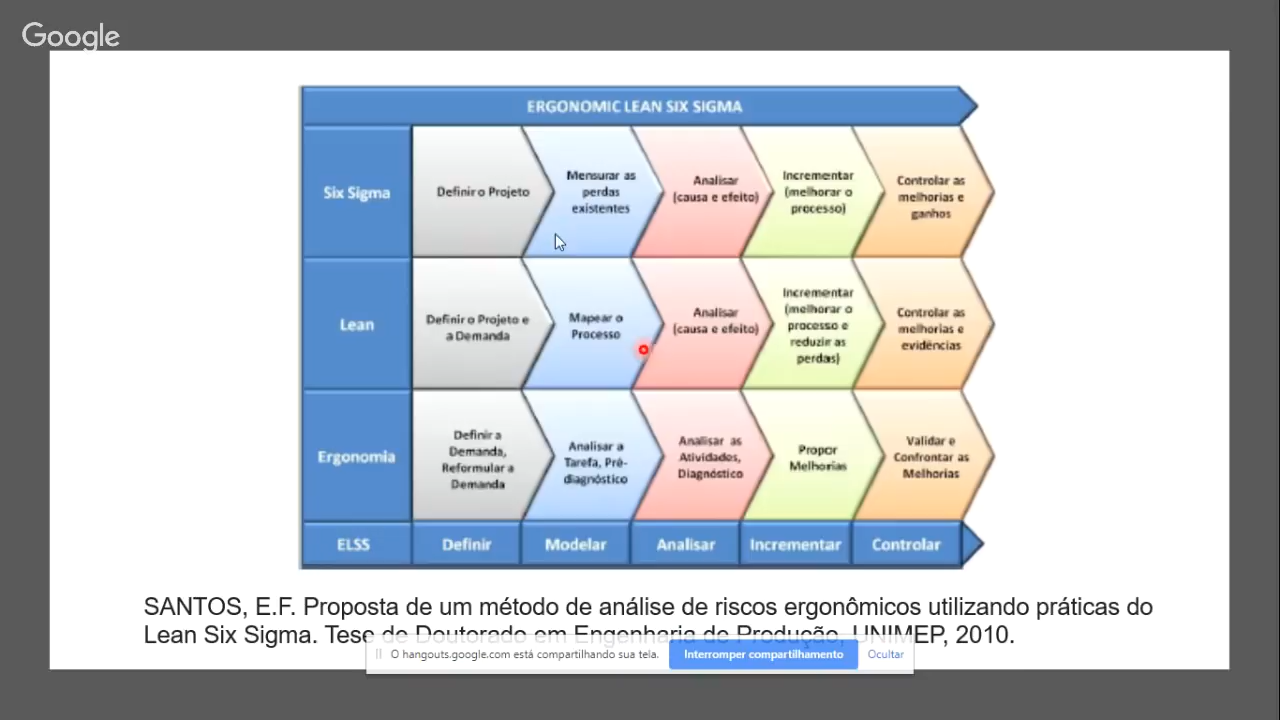 Google
ERGONOMIC LEAN SIX SIGMA
Six Sigma
Definir o Projeto
Mensurar as
perdas
existentes
Analisar
(causa e efeito)
Incrementar
(melhorar o
processo)
Controlar as
melhorias e
ganhos
Lean
Definir o Projeto e
a Demanda
Mapear o
Processo
Analisar
(causa e efeito)
Incrementar
(melhorar o
processo e
reduzir as
perdas)
Controlar as
melhorias e
evidências
Ergonomia
Definir a
Demanda,
Reformular a
Demanda
Analisar a
Tarefa, Pré-
diagnóstico
Analisar as
Atividades,
Diagnóstico
Propor
Melhorias
Validar e
Confrontar as
Melhorias
ELSS
Definir
Modelar
Analisar
Incrementar
Controlar
SANTOS, E.F. Proposta de um método de análise de riscos ergonômicos utilizando práticas do
Lean Six Sigma. Tese de Doutorado em Engenharia de Produção, UNIMEP, 2010.
O hangouts.google.com está compartilhando sua tela.
Interromper compartilhamento
Ocultar